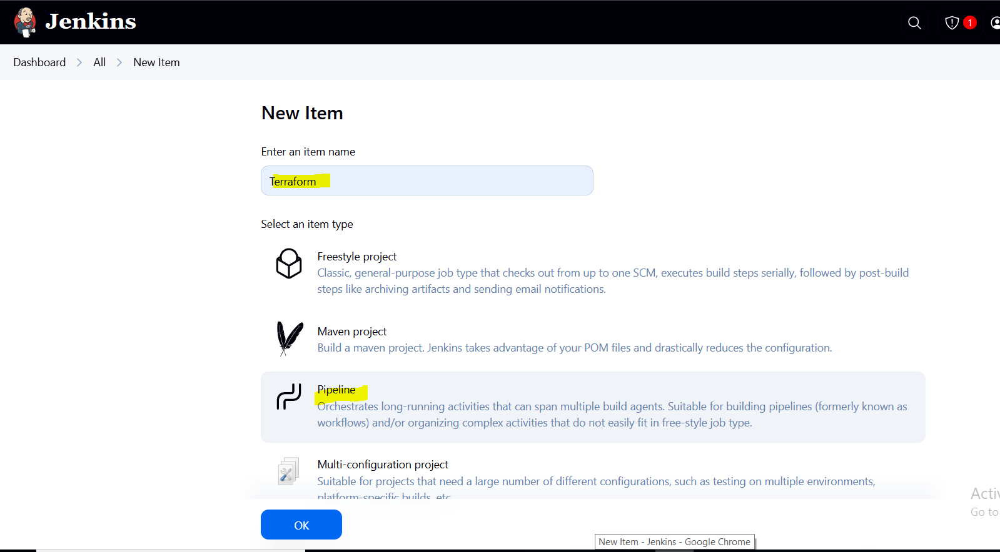 Jenkins
1
Dashboard > All > New Item
New Item
Enter an item name
Terraform
Select an item type
Freestyle project
Classic, general-purpose job type that checks out from up to one SCM, executes build steps serially, followed by post-build
steps like archiving artifacts and sending email notifications.
Maven project
Build a maven project. Jenkins takes advantage of your POM files and drastically reduces the configuration.
Pipeline
Orchestrates long-running activities that can span multiple build agents. Suitable for building pipelines (formerly known as
workflows) and/or organizing complex activities that do not easily fit in free-style job type.
Multi-configuration project
Suitable for projects that need a large number of different configurations, such as testing on multiple environments,
platform-specific builds, etc.
Go to
OK
New Item - Jenkins - Google Chrome